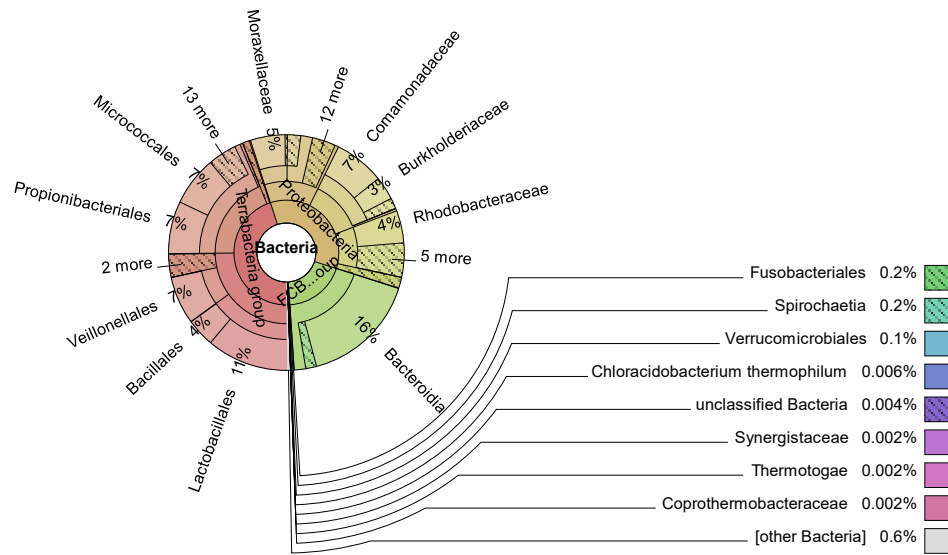 Moraxellaceae
5%
12 more
Comamonadaceae
7%
Burkholderiaceae
3%
Rhodobacteraceae
4%
5 more
13 more
Micrococcales
7%
Propionibacteriales
7%
2 more
Veillonellales
7%
Bacillales
4%
Lactobacillales
11%
Bacteroidia
16%
Bacteria
Proteobacteria
Terrabacteria group
FCB...oup
Fusobacteriales 0.2%
Spirochaetia 0.2%
Verrucomicrobiales 0.1%
Chloracidobacterium thermophilum 0.006%
unclassified Bacteria 0.004%
Synergistaceae 0.002%
Thermotogae 0.002%
Coprothermobacteraceae 0.002%
[other Bacteria] 0.6%